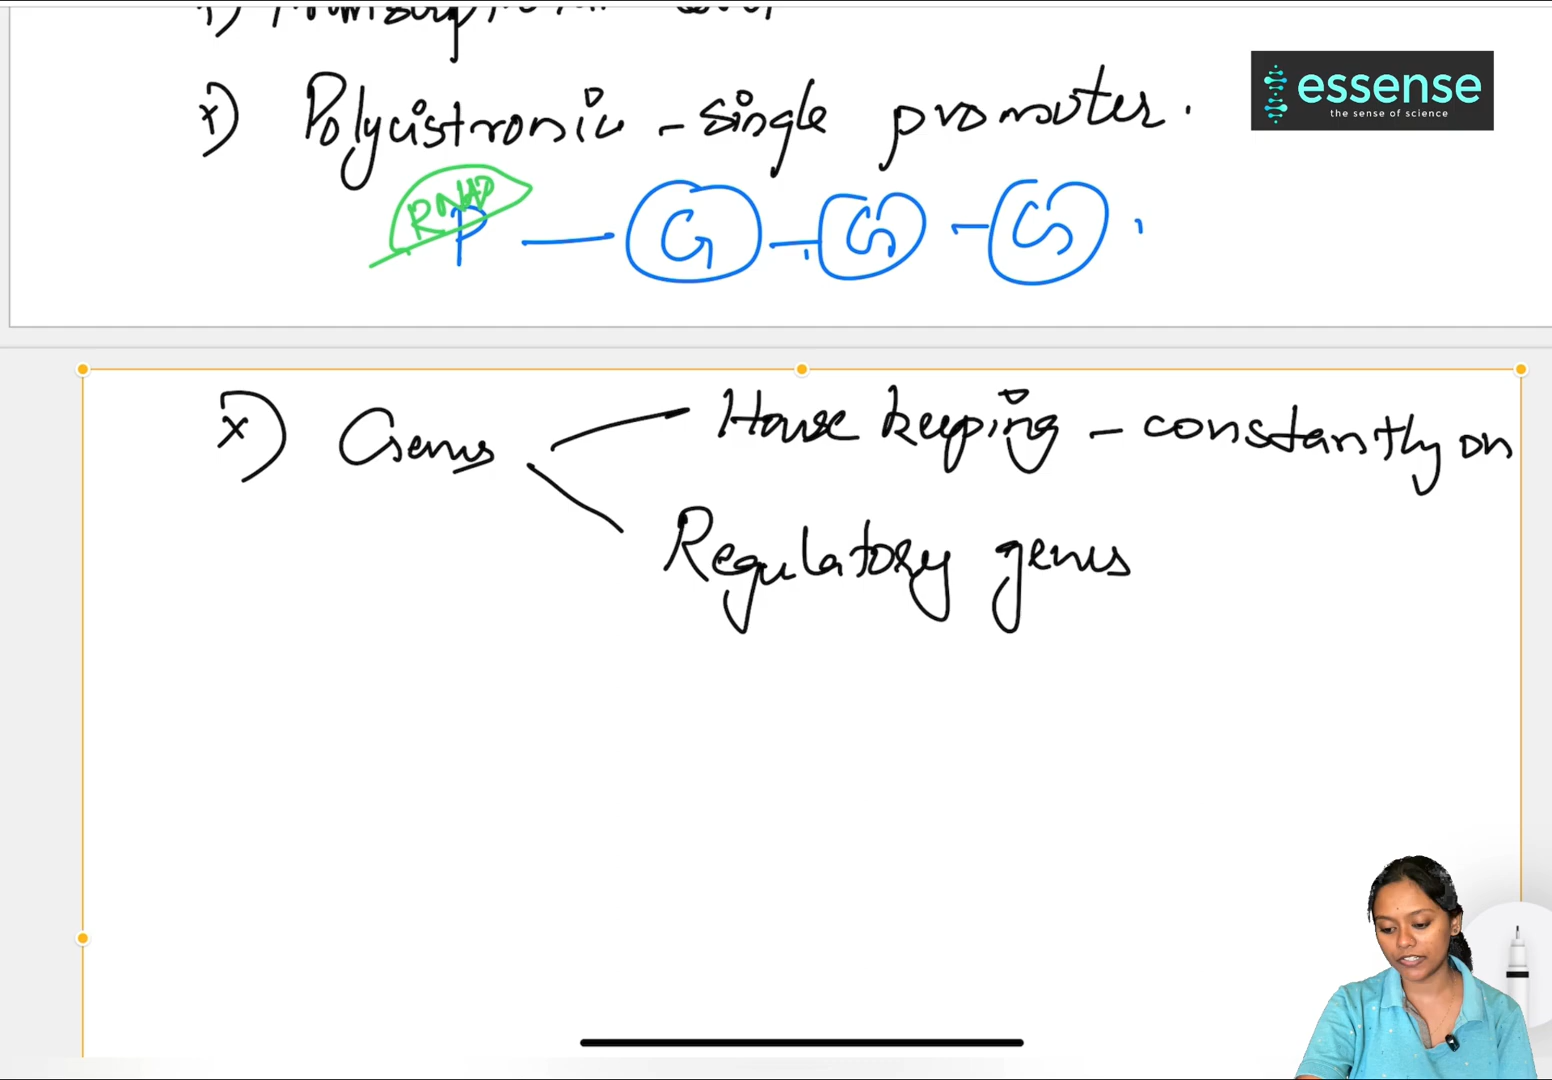 essense
the sense of science
*) Polycistronic - single promoter.
RNAP
P - G - G - G
*) Genes
House keeping - constantly on
Regulatory genes